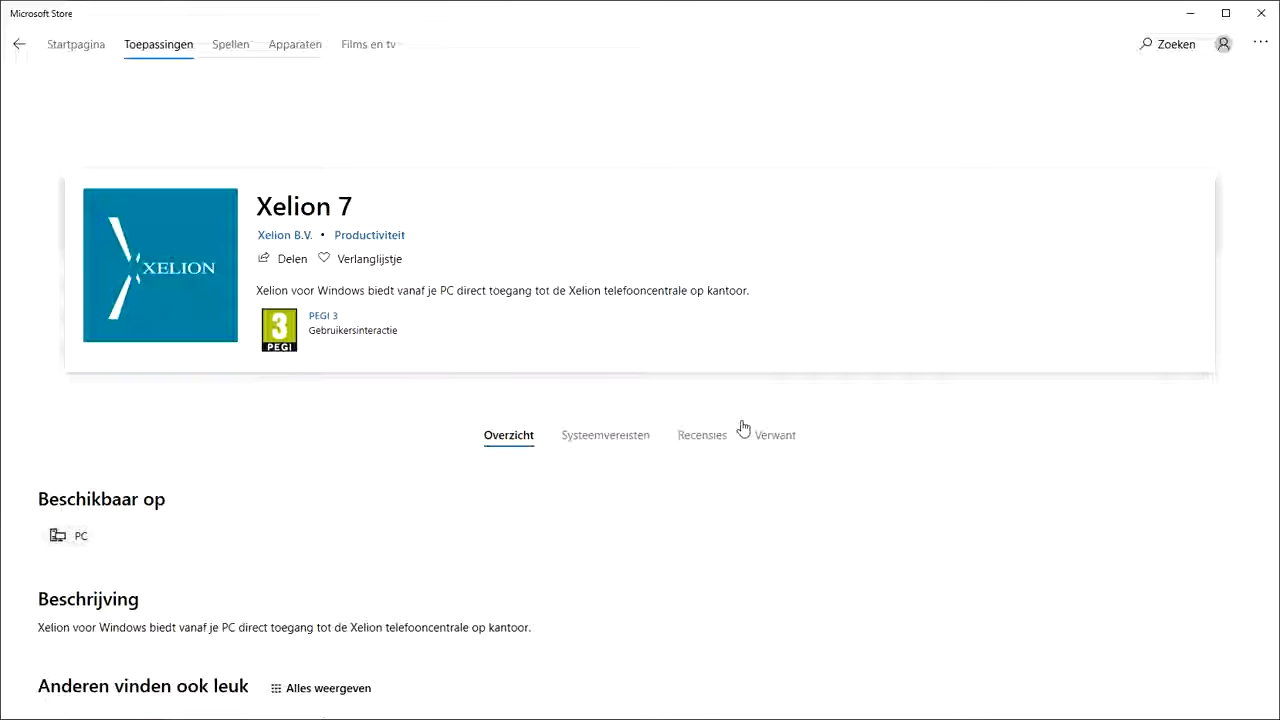 Microsoft Store
Startpagina Toepassingen Spellen Apparaten Films en tv Zoeken
XELION
Xelion 7
Xelion B.V. • Productiviteit
Delen Verlanglijstje
Xelion voor Windows biedt vanaf je PC direct toegang tot de Xelion telefooncentrale op kantoor.
3
PEGI
PEGI 3
Gebruikersinteractie
Overzicht Systeemvereisten Recensies Verwant
Beschikbaar op
PC
Beschrijving
Xelion voor Windows biedt vanaf je PC direct toegang tot de Xelion telefooncentrale op kantoor.
Anderen vinden ook leuk Alles weergeven